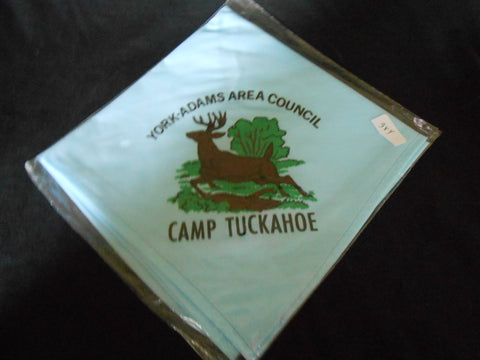 YORK-ADAMS AREA COUNCIL
CAMP TUCKAHOE